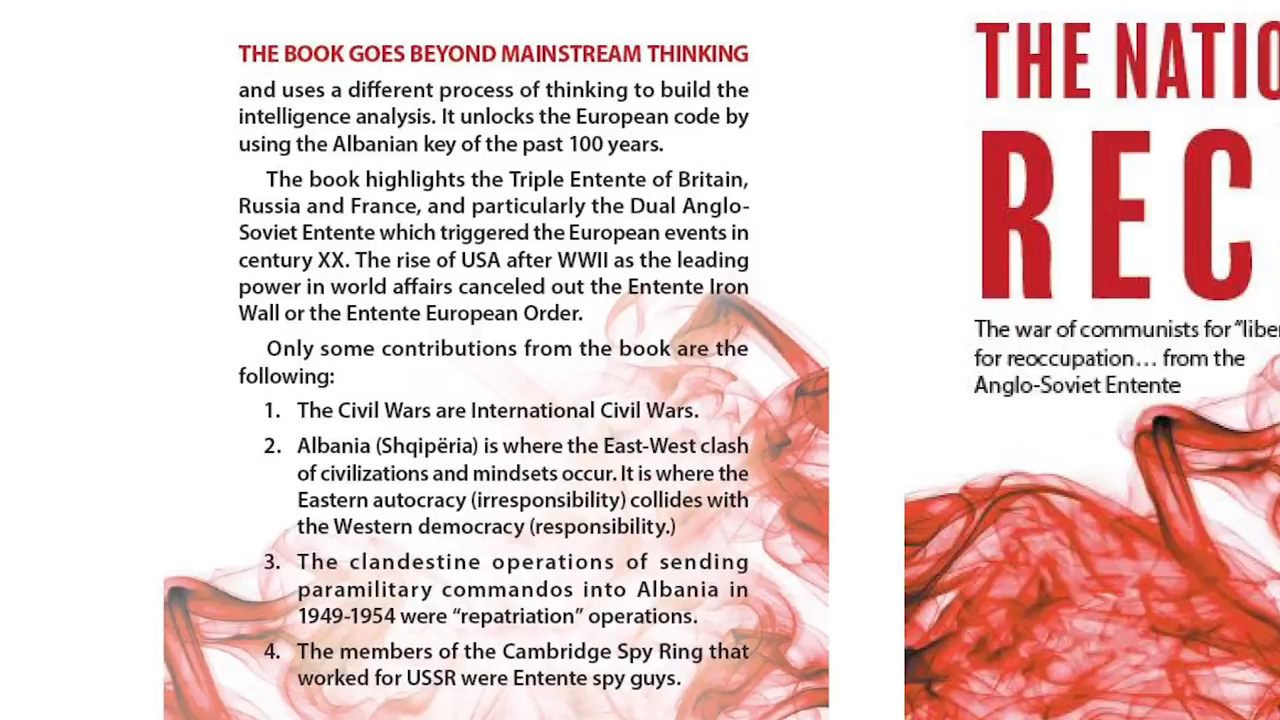 THE BOOK GOES BEYOND MAINSTREAM THINKING
and uses a different process of thinking to build the
intelligence analysis. It unlocks the European code by
using the Albanian key of the past 100 years.
The book highlights the Triple Entente of Britain,
Russia and France, and particularly the Dual Anglo-
Soviet Entente which triggered the European events in
century XX. The rise of USA after WWII as the leading
power in world affairs canceled out the Entente Iron
Wall or the Entente European Order.
Only some contributions from the book are the
following:
1. The Civil Wars are International Civil Wars.
2. Albania (Shqipëria) is where the East-West clash
of civilizations and mindsets occur. It is where the
Eastern autocracy (irresponsibility) collides with
the Western democracy (responsibility.)
3. The clandestine operations of sending
paramilitary commandos into Albania in
1949-1954 were “repatriation” operations.
4. The members of the Cambridge Spy Ring that
worked for USSR were Entente spy guys.
THE NATIO
REC
The war of communists for “liber
for reoccupation… from the
Anglo-Soviet Entente